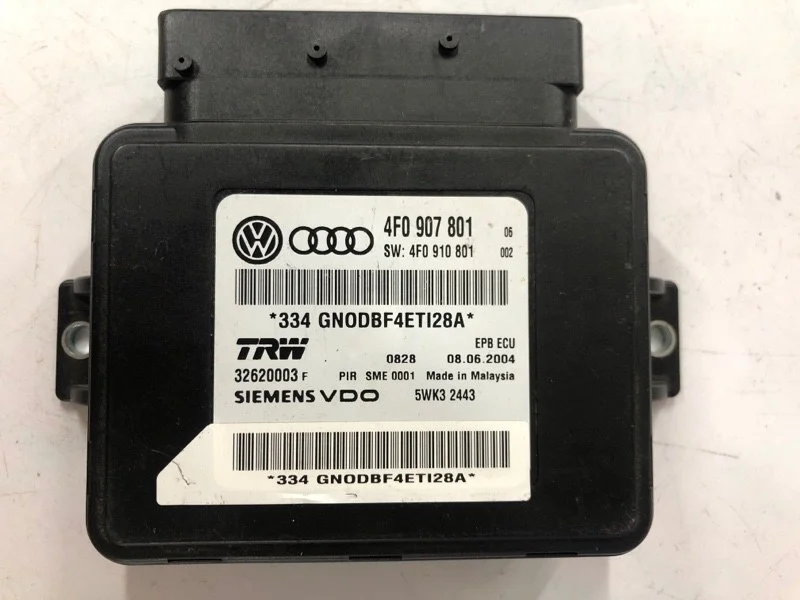 4F0 907 801 06
SW: 4F0 910 801 002
*334 GNODBF4ETI28A*
TRW EPB ECU
0828 08.06.2004
32620003 F PIR SME 0001 Made in Malaysia
SIEMENS VDO 5WK3 2443
*334 GNODBF4ETI28A*